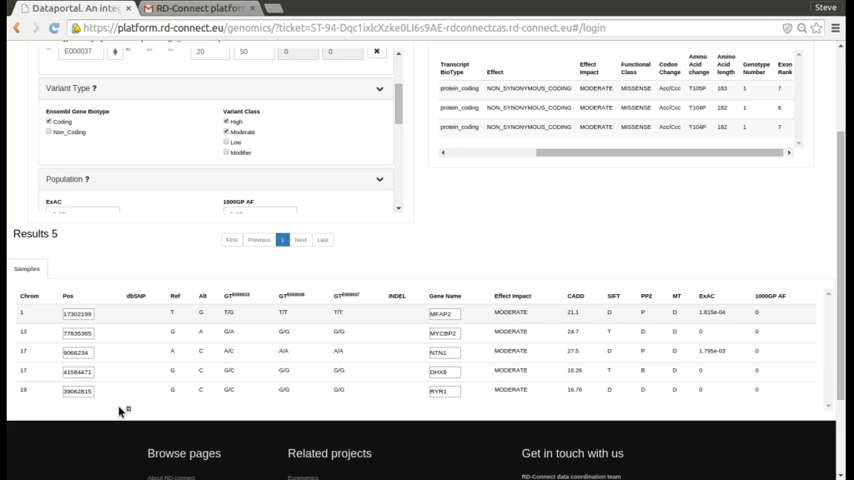 Dataportal. An inte × RD-Connect platform × Steve
https://platform.rd-connect.eu/genomics/?ticket=ST-94-Dqc1ixlcXzke0LI6s9AE-rdconnectcas.rd-connect.eu#/login
E000037 20 50 0 0
Variant Type ?
Ensembl Gene Biotype Variant Class
Coding High
Non_Coding Moderate
Low
Modifier
Population ?
ExAC 1000GP AF
Transcript BioType Effect Effect Impact Functional Class Codon Change Amino Acid change Amino Acid length Genotype Number Exon Rank
protein_coding NON_SYNONYMOUS_CODING MODERATE MISSENSE Acc/Ccc T105P 183 1 7
protein_coding NON_SYNONYMOUS_CODING MODERATE MISSENSE Acc/Ccc T104P 182 1 6
protein_coding NON_SYNONYMOUS_CODING MODERATE MISSENSE Acc/Ccc T104P 182 1 7
Results 5
First Previous 1 Next Last
Samples
Chrom Pos dbSNP Ref Alt GT GT GT INDEL Gene Name Effect Impact CADD SIFT PP2 MT ExAC 1000GP AF
1 17302199 T G T/G T/T T/T MFAP2 MODERATE 21.1 D P D 1.815e-04 0
13 77835365 G A G/A G/G G/G MYCBP2 MODERATE 24.7 T D D 0 0
17 9066234 A C A/C A/A A/A NTN1 MODERATE 27.5 D P D 1.795e-03 0
17 41584471 G C G/C G/G G/G DHX8 MODERATE 16.26 T B D 0 0
19 39062815 G C G/C G/G G/G RYR1 MODERATE 16.76 D D D 0 0
Browse pages Related projects Get in touch with us
About RD-connect Eurenomics RD-Connect data coordination team